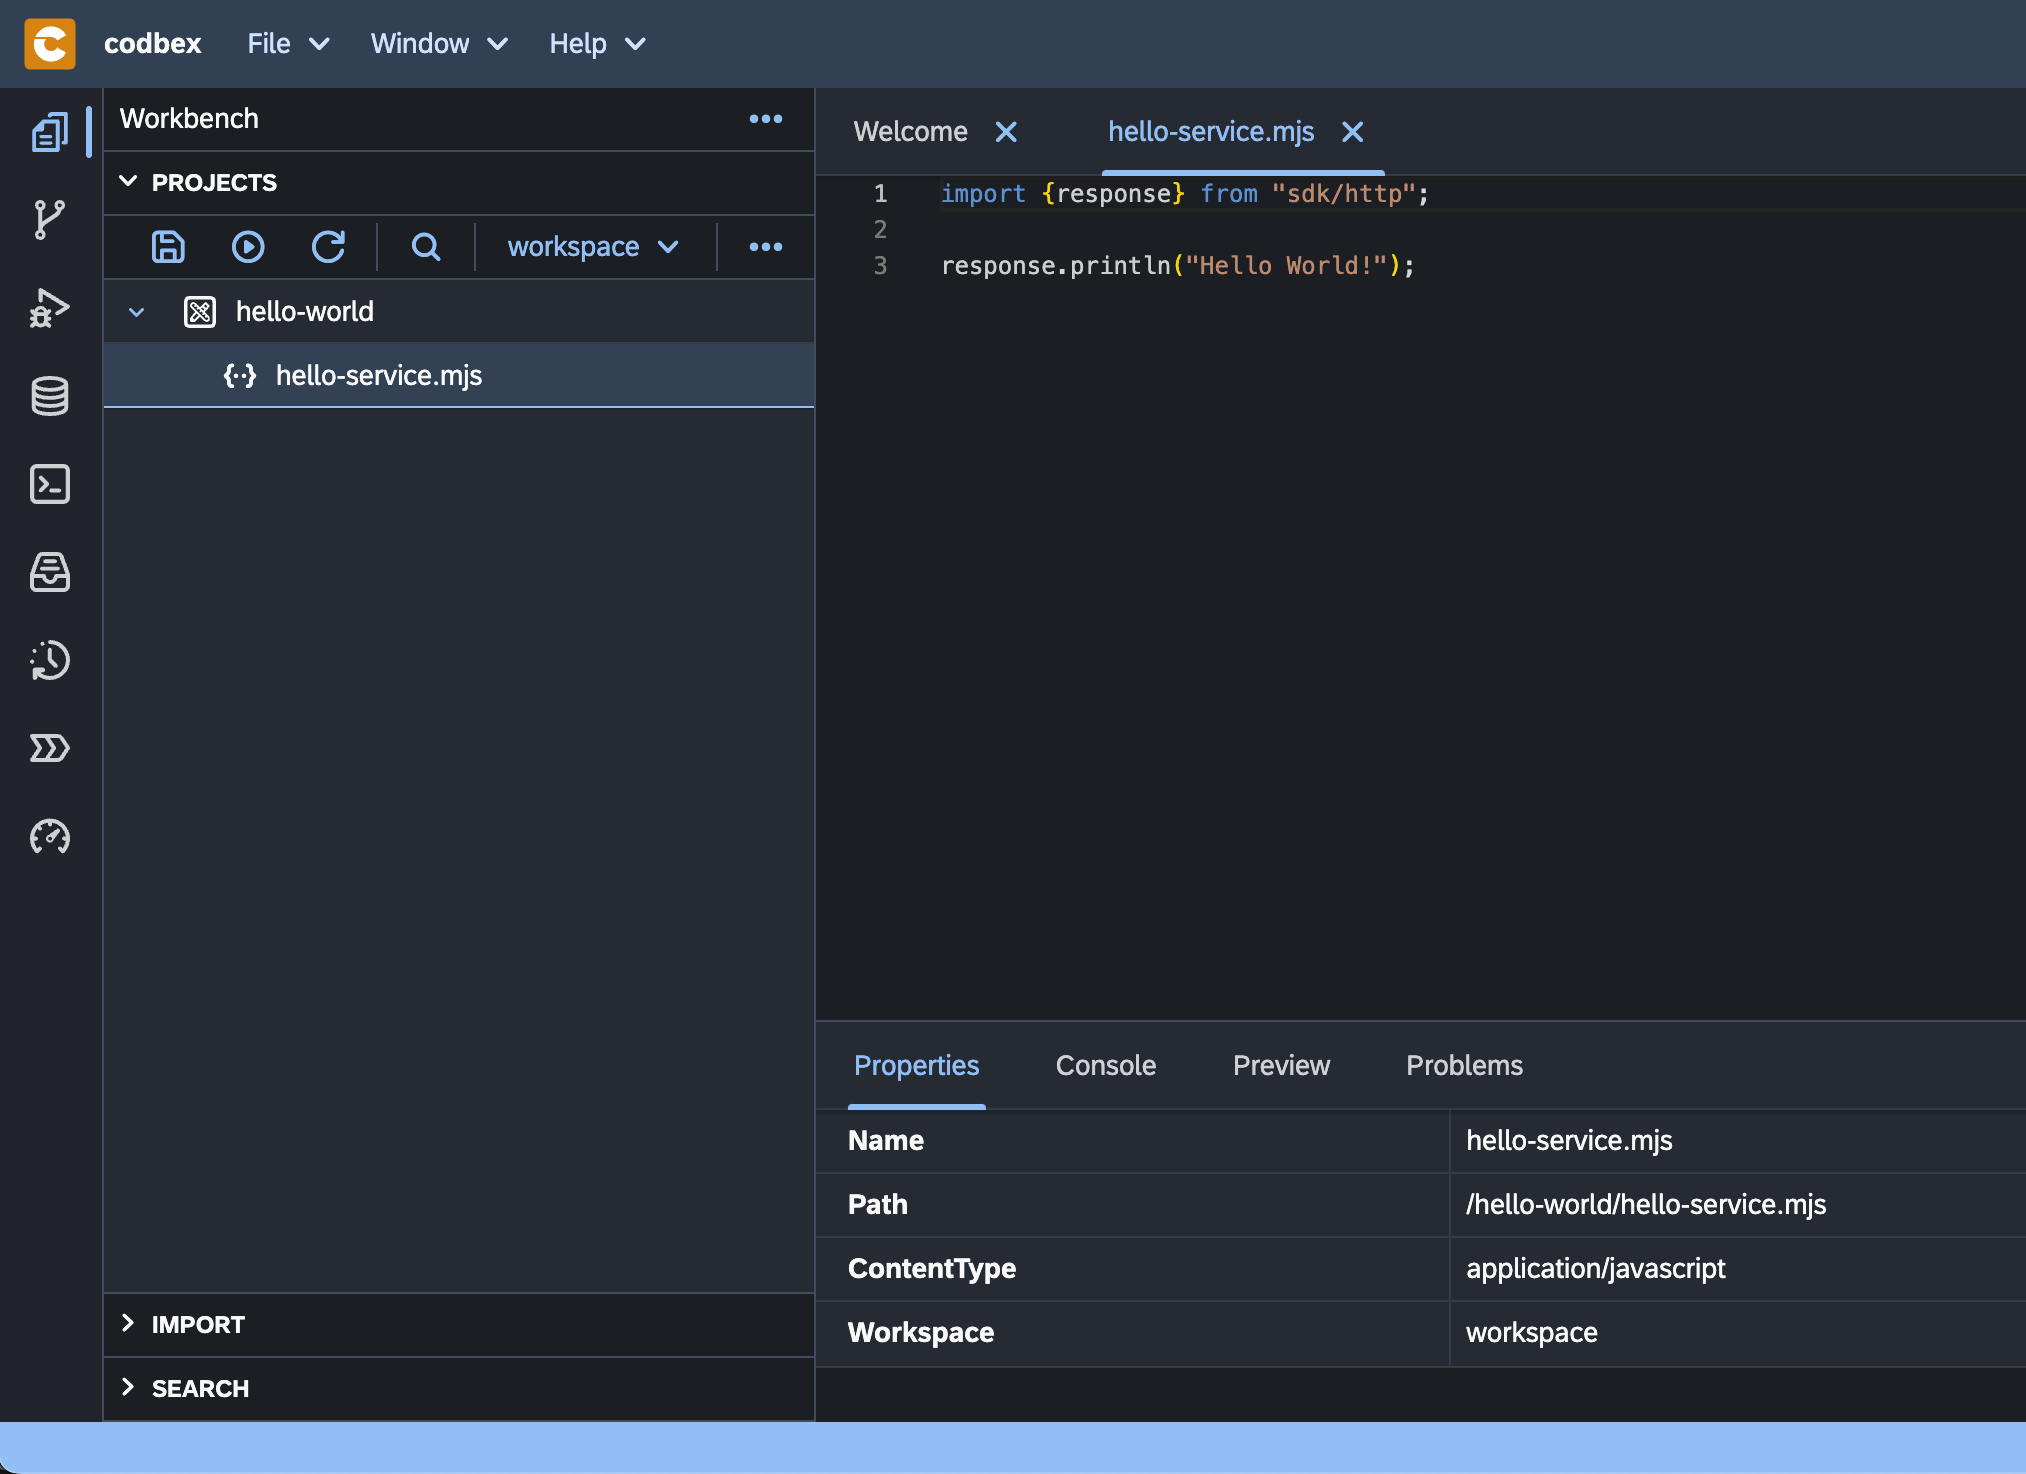 codbex File Window Help
Workbench
PROJECTS
workspace
hello-world
hello-service.mjs
IMPORT
SEARCH
Welcome hello-service.mjs
1 import {response} from "sdk/http";
2
3 response.println("Hello World!");
Properties Console Preview Problems
Name hello-service.mjs
Path /hello-world/hello-service.mjs
ContentType application/javascript
Workspace workspace